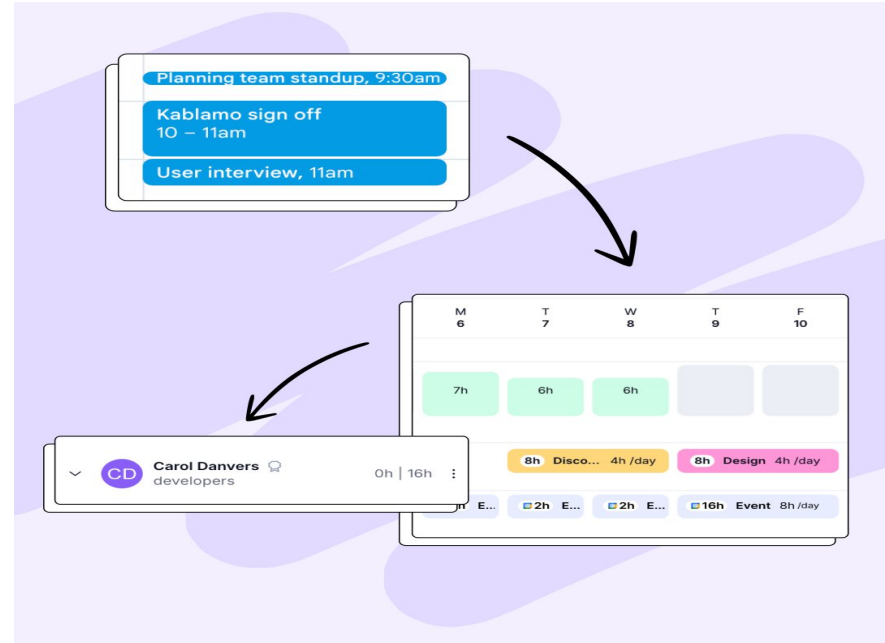 Planning team standup, 9:30am
Kablamo sign off
10 – 11am
User interview, 11am
M T W T F
6 7 8 9 10
7h 6h 6h
8h Disco... 4h /day 8h Design 4h /day
E... 2h E... 2h E... 16h Event 8h /day
CD Carol Danvers
developers
0h | 16h